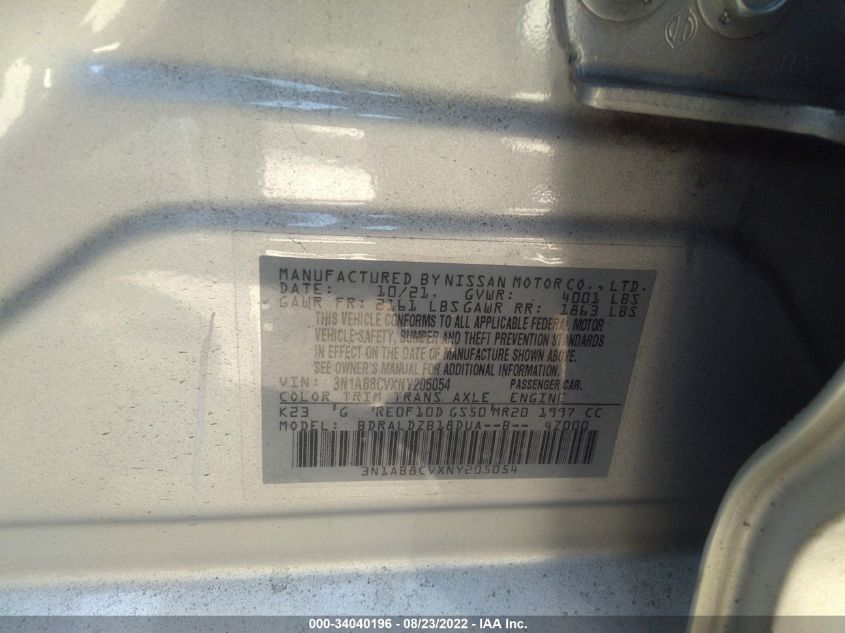 MANUFACTURED BY NISSAN MOTOR CO., LTD.
DATE: 10/21. GVWR: 4001 LBS
GAWR FR: 2161 LBS GAWR RR: 1863 LBS
THIS VEHICLE CONFORMS TO ALL APPLICABLE FEDERAL MOTOR
VEHICLE SAFETY, BUMPER AND THEFT PREVENTION STANDARDS
IN EFFECT ON THE DATE OF MANUFACTURE SHOWN ABOVE.
SEE OWNER'S MANUAL FOR ADDITIONAL INFORMATION.
VIN: 3N1AB8CVXNY205054 PASSENGER CAR.
COLOR TRIM TRANS AXLE ENGINE
K23 'G 'RE0F10D GS50'MR20 1997 CC
MODEL: BDRALDZB18DUA--B-- 4Z000
3N1AB8CVXNY205054
000-34040196 - 08/23/2022 - IAA Inc.